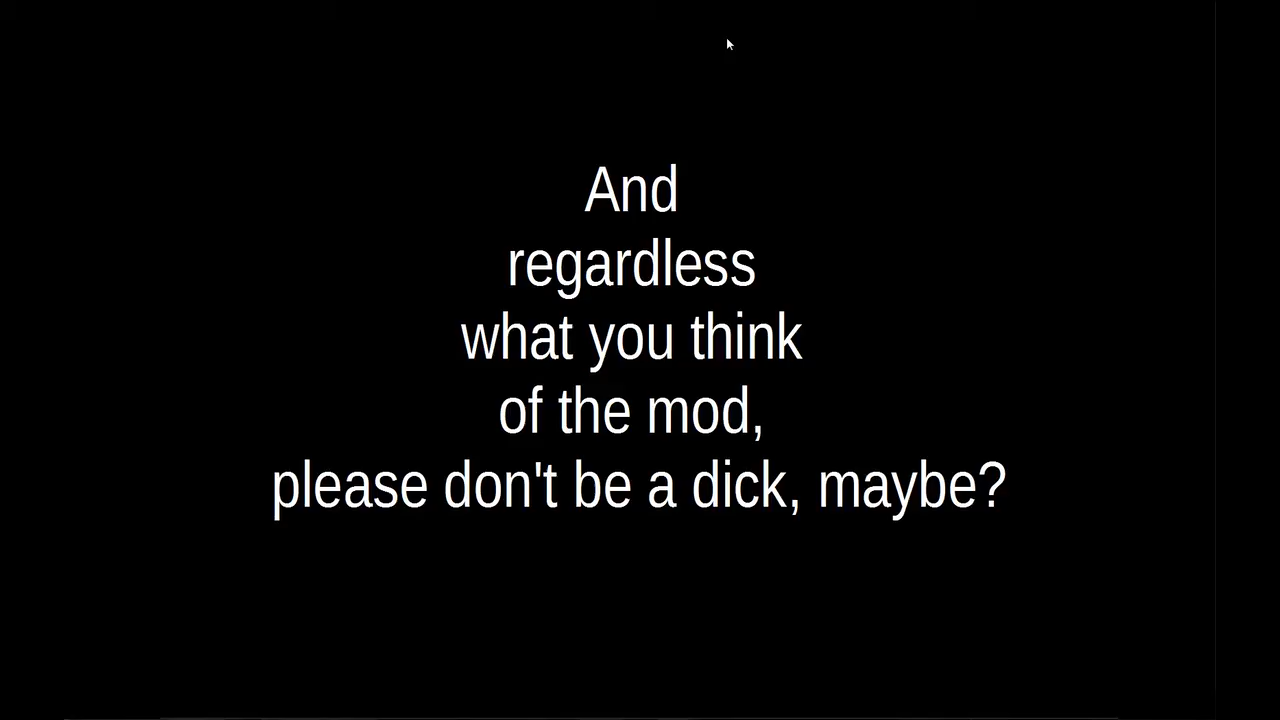 And
regardless
what you think
of the mod,
please don't be a dick, maybe?